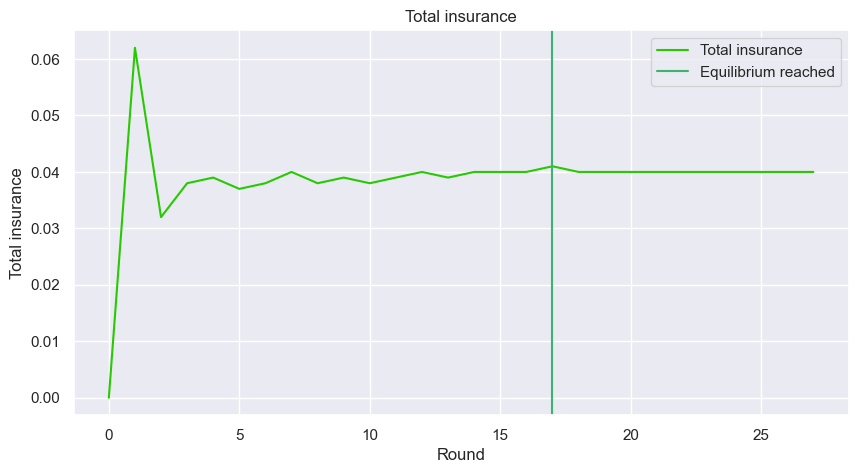 Total insurance
Total insurance
Equilibrium reached
0.06
0.05
0.04
0.03
0.02
0.01
0.00
Total insurance
0 5 10 15 20 25
Round